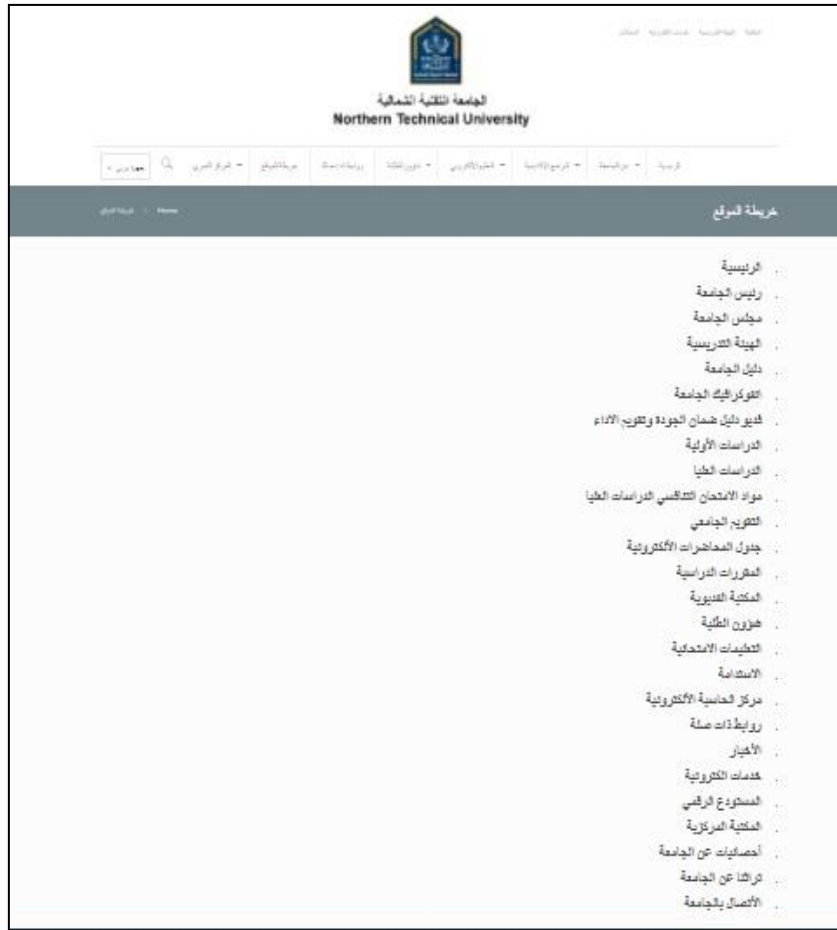 الجامعة التقنية الشمالية
Northern Technical University
خريطة الموقع
Home
الرئيسية
رئيس الجامعة
مجلس الجامعة
الهيئة التدريسية
دليل الجامعة
انفوكرافيك الجامعة
فديو دليل ضمان الجودة وتقويم الأداء
الدراسات الأولية
الدراسات العليا
مواد الامتحان التنافسي الدراسات العليا
التقويم الجامعي
جدول المحاضرات الألكترونية
المقررات الدراسية
المكتبة الفديوية
شؤون الطلبة
التعليمات الامتحانية
الاستدامة
مركز الحاسبة الألكترونية
روابط ذات صلة
الأخبار
خدمات الكترونية
المستودع الرقمي
المكتبة المركزية
أحصائيات عن الجامعة
تراثنا عن الجامعة
الأتصال بالجامعة